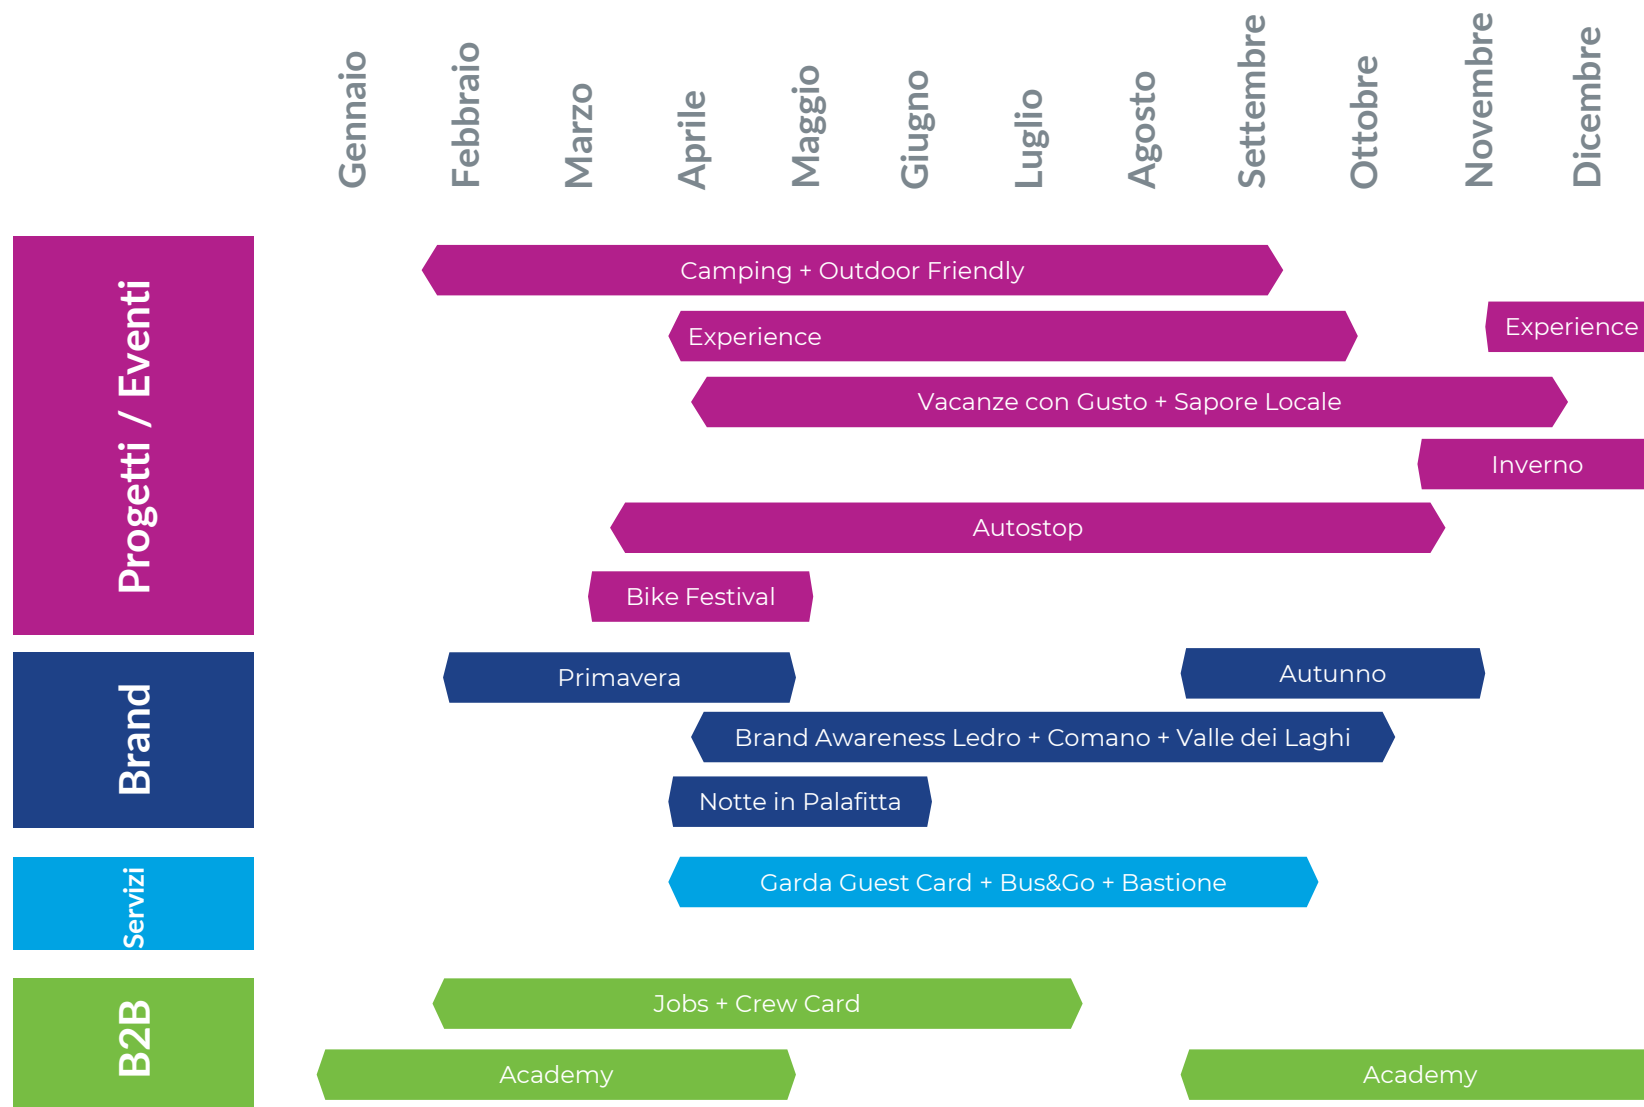 Gennaio
Febbraio
Marzo
Aprile
Maggio
Giugno
Luglio
Agosto
Settembre
Ottobre
Novembre
Dicembre
Progetti / Eventi
Camping + Outdoor Friendly
Experience
Experience
Vacanze con Gusto + Sapore Locale
Inverno
Autostop
Bike Festival
Brand
Primavera
Autunno
Brand Awareness Ledro + Comano + Valle dei Laghi
Notte in Palafitta
Servizi
Garda Guest Card + Bus&Go + Bastione
B2B
Jobs + Crew Card
Academy
Academy